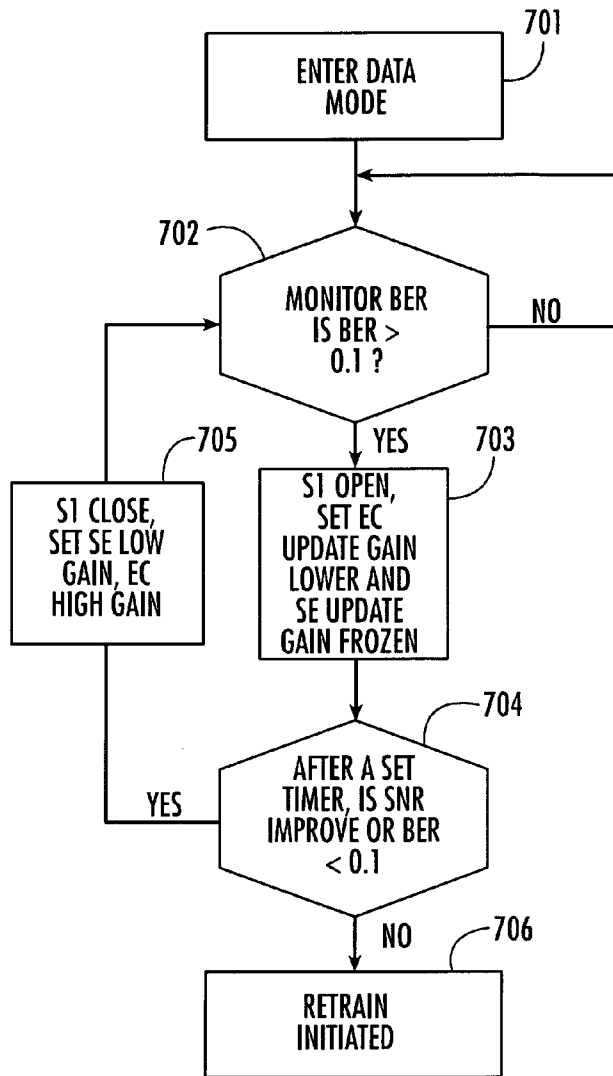 701
ENTER DATA
MODE
702
MONITOR BER
IS BER >
0.1 ?
NO
YES
703
S1 OPEN,
SET EC
UPDATE GAIN
LOWER AND
SE UPDATE
GAIN FROZEN
705
S1 CLOSE,
SET SE LOW
GAIN, EC
HIGH GAIN
704
AFTER A SET
TIMER, IS SNR
IMPROVE OR BER
< 0.1
YES
NO
706
RETRAIN
INITIATED